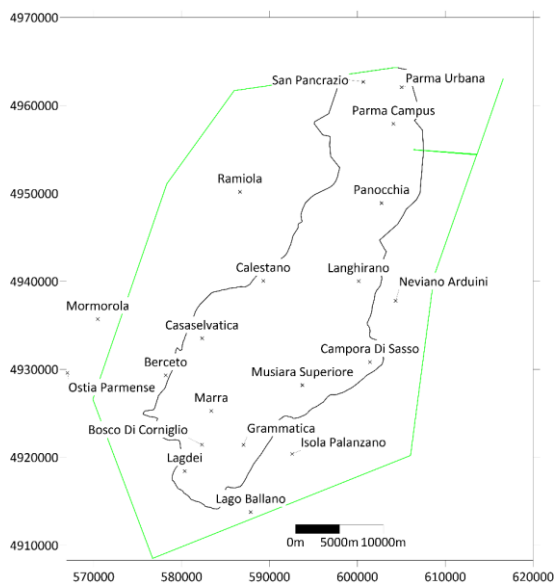 4970000
San Pancrazio
Parma Urbana
4960000
Parma Campus
Ramiola
Panocchia
4950000
Calestano
Langhirano
4940000
Neviano Arduini
Mormorola
Casaselvatica
Campora Di Sasso
Berceto
Musiara Superiore
4930000
Ostia Parmense
Marra
Bosco Di Corniglio
Grammatica
Isola Palanzano
Lagdei
4920000
Lago Ballano
0m 5000m 10000m
4910000
570000 580000 590000 600000 610000 620000